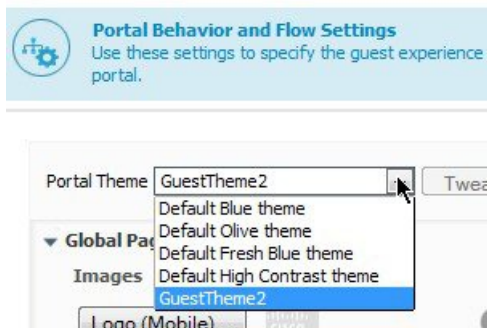 Portal Behavior and Flow Settings
Use these settings to specify the guest experience
portal.
Portal Theme GuestTheme2
Default Blue theme
Default Olive theme
Default Fresh Blue theme
Default High Contrast theme
GuestTheme2
Global Pag
Images
Logo (Mobile)